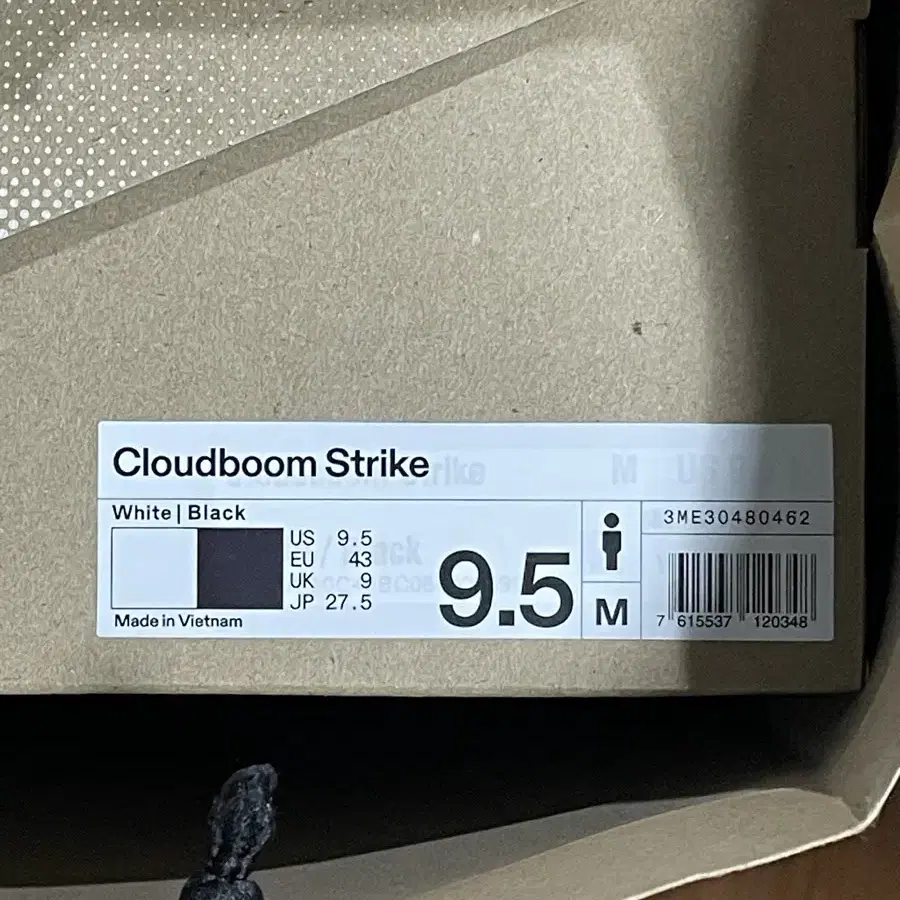 Cloudboom Strike
White | Black
US 9.5
EU 43
UK 9
JP 27.5
Made in Vietnam
9.5
M
3ME30480462
7 615537 120348